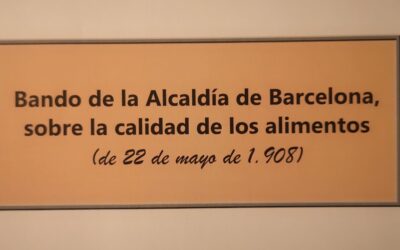 Bando de la Alcaldía de Barcelona,
sobre la calidad de los alimentos
(de 22 de mayo de 1.908)